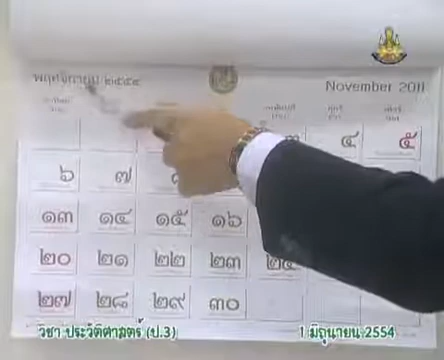 พฤศจิกายน ๒๕๕๔ November 2011
๔ ๕
๖ ๗
๑๓ ๑๔ ๑๕ ๑๖
๒๐ ๒๑ ๒๒ ๒๓ ๒๔
๒๗ ๒๘ ๒๙ ๓๐
วิชา ประวัติศาสตร์ (ป.3) 1 มิถุนายน 2554